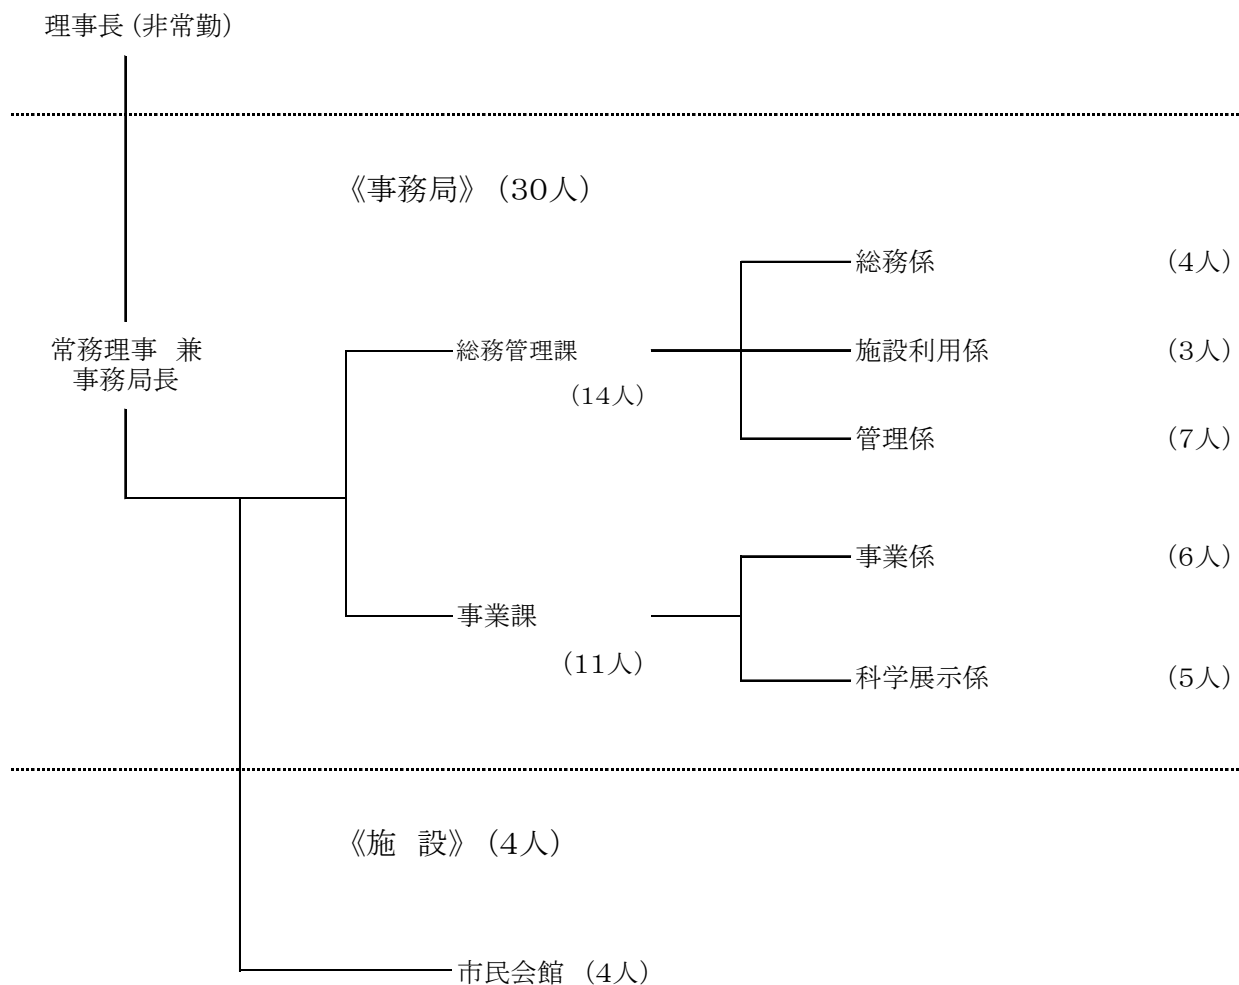 理事長（非常勤）
《事務局》（30人）
総務係 （4人）
常務理事 兼
事務局長
総務管理課
（14人）
施設利用係 （3人）
管理係 （7人）
事業係 （6人）
事業課
（11人）
科学展示係 （5人）
《施 設》（4人）
市民会館 （4人）